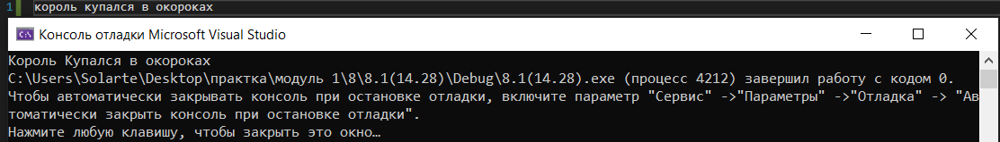 1 король купался в окороках
Консоль отладки Microsoft Visual Studio
Король Купался в окороках
C:\Users\Solarte\Desktop\практка\модуль 1\8\8.1(14.28)\Debug\8.1(14.28).exe (процесс 4212) завершил работу с кодом 0.
Чтобы автоматически закрывать консоль при остановке отладки, включите параметр "Сервис" ->"Параметры" ->"Отладка" -> "Ав
томатически закрыть консоль при остановке отладки".
Нажмите любую клавишу, чтобы закрыть это окно…